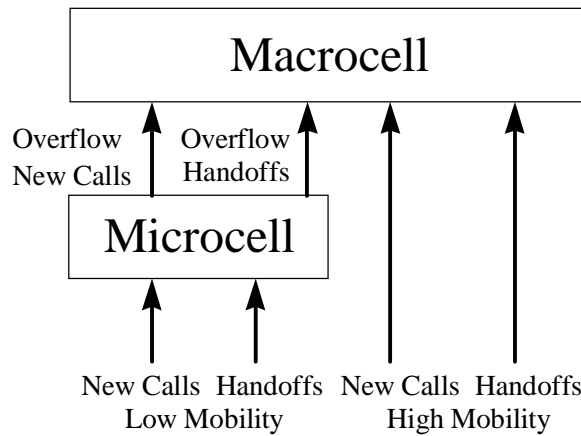 Macrocell
Overflow
New Calls
Overflow
Handoffs
Microcell
New Calls Handoffs New Calls Handoffs
Low Mobility High Mobility